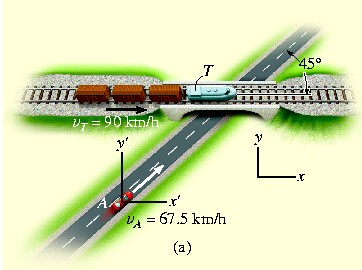 T
45°
v_T = 90 km/h
y'
y
A
x'
x
v_A = 67.5 km/h
(a)